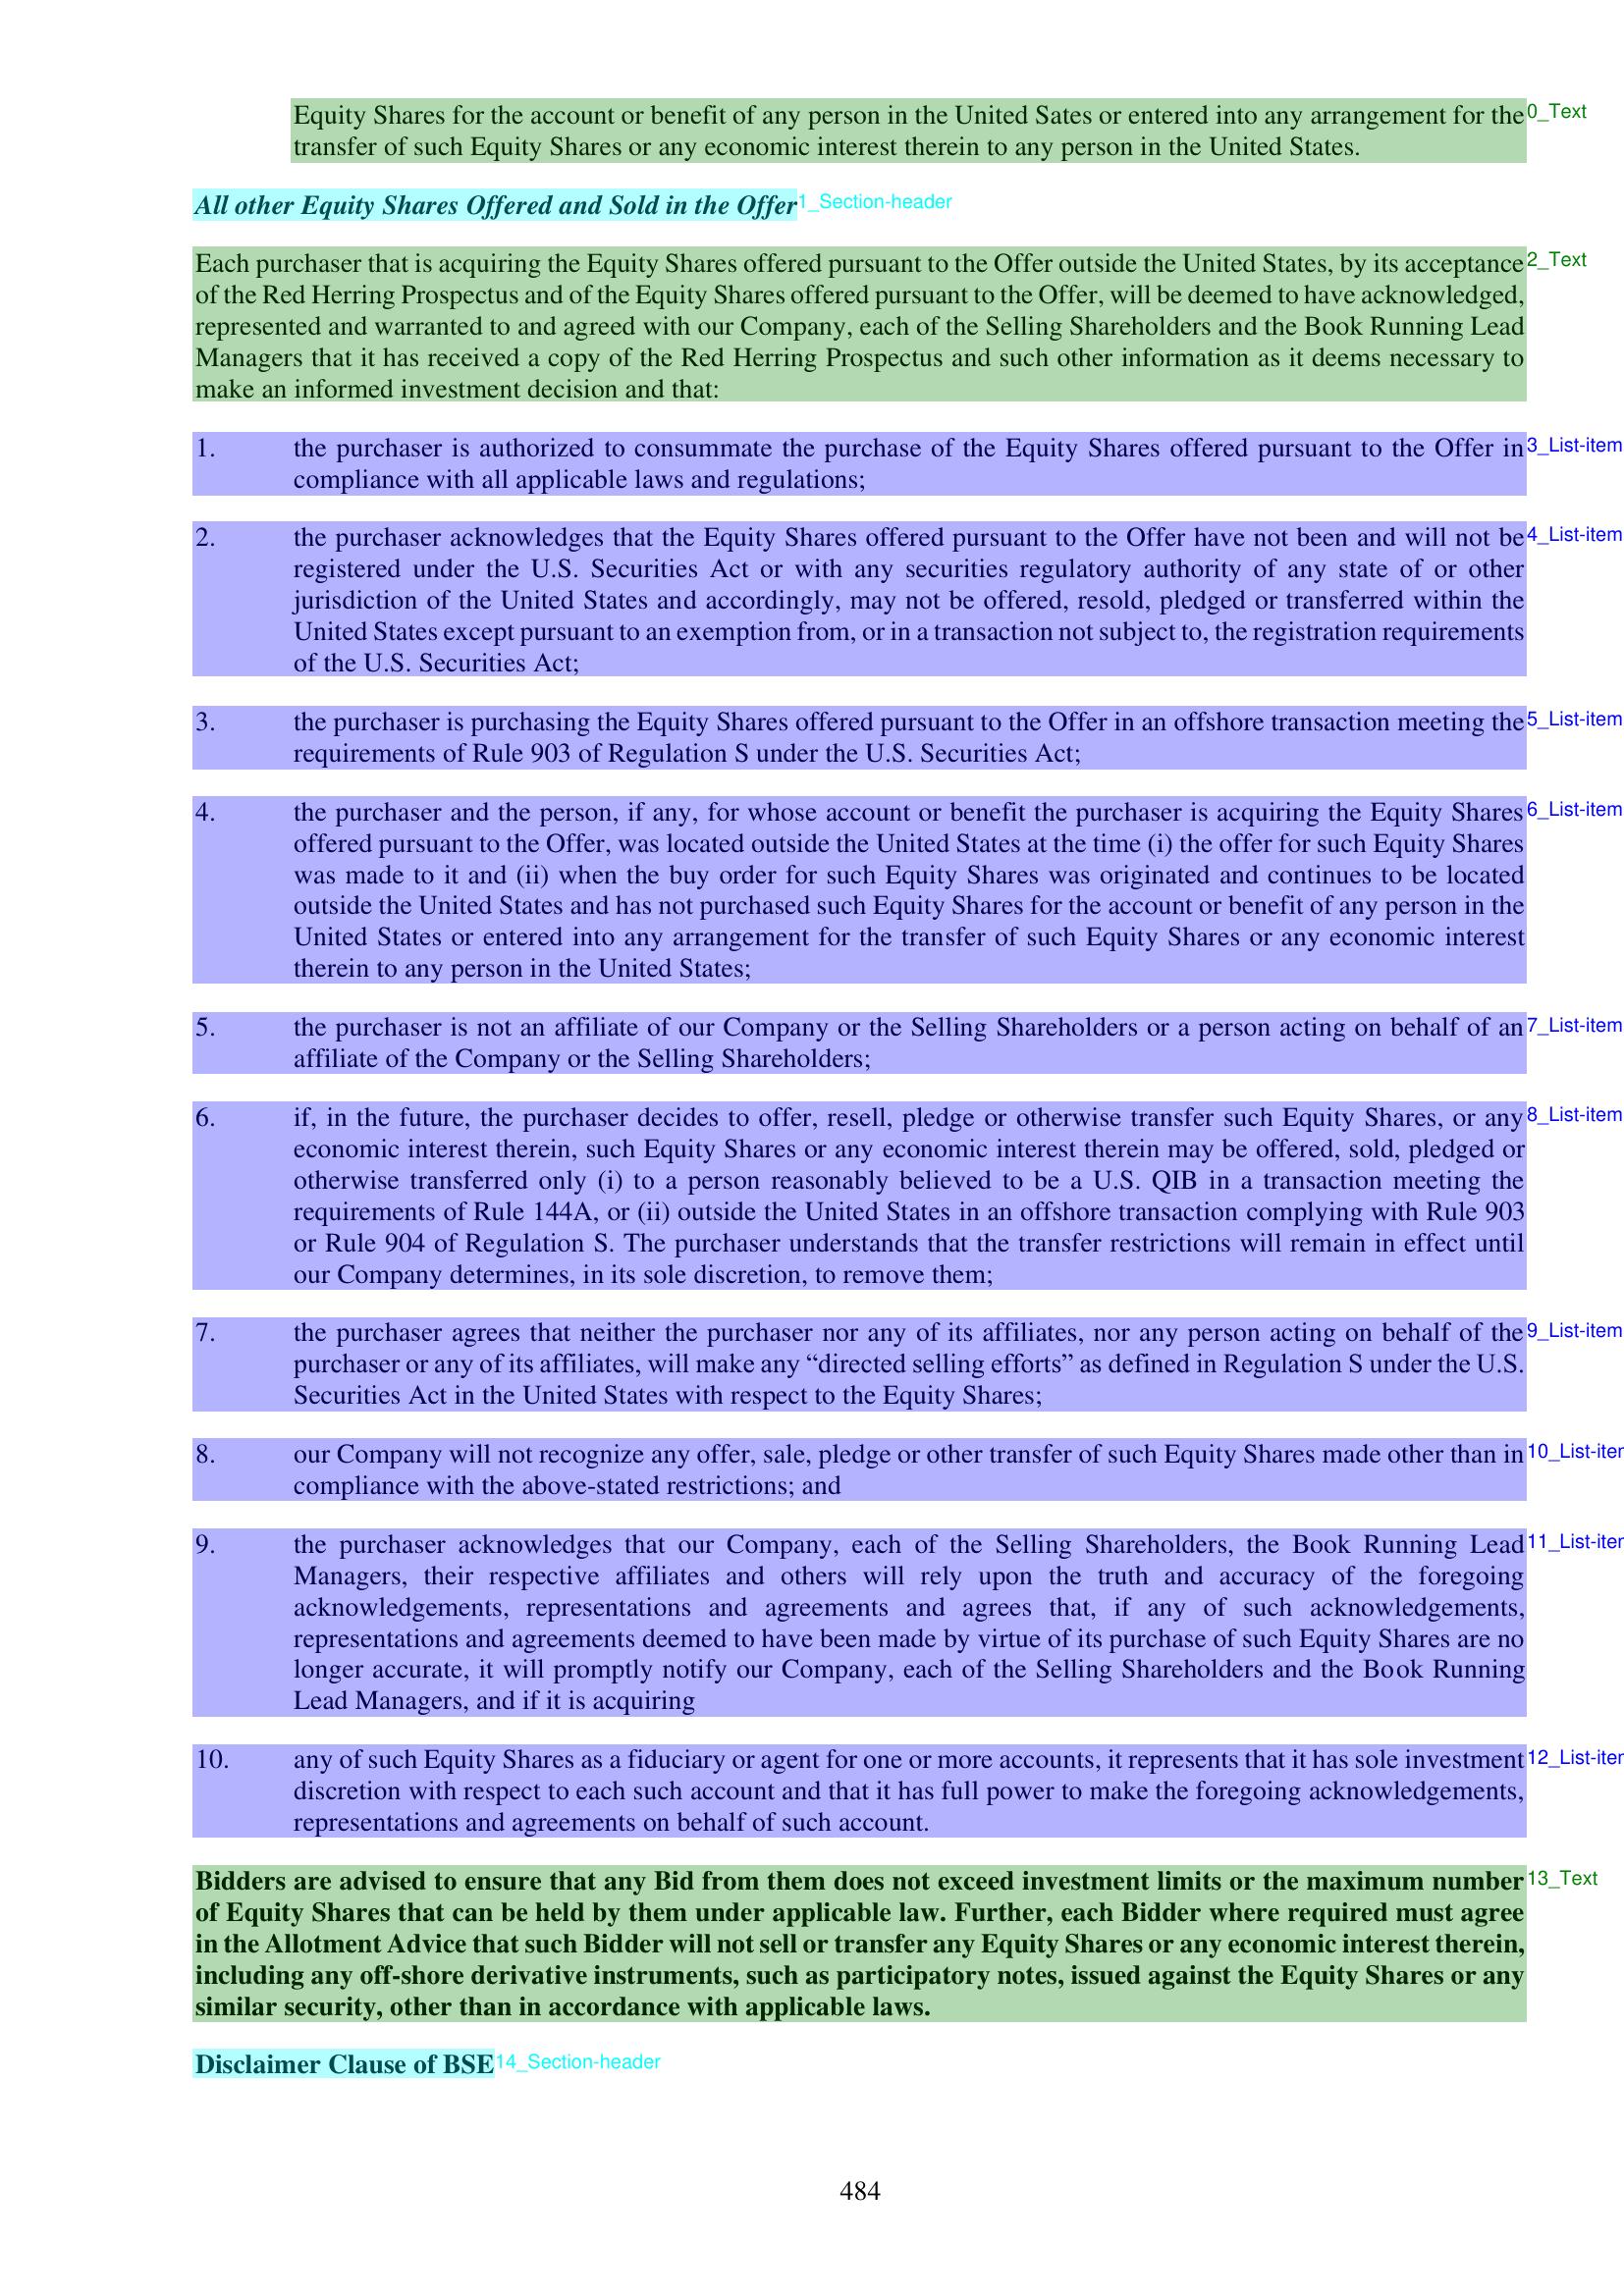 Equity Shares for the account or benefit of any person in the United Sates or entered into any arrangement for the 0_Text
transfer of such Equity Shares or any economic interest therein to any person in the United States.
All other Equity Shares Offered and Sold in the Offer 1_Section-header
Each purchaser that is acquiring the Equity Shares offered pursuant to the Offer outside the United States, by its acceptance 2_Text
of the Red Herring Prospectus and of the Equity Shares offered pursuant to the Offer, will be deemed to have acknowledged,
represented and warranted to and agreed with our Company, each of the Selling Shareholders and the Book Running Lead
Managers that it has received a copy of the Red Herring Prospectus and such other information as it deems necessary to
make an informed investment decision and that:
1. the purchaser is authorized to consummate the purchase of the Equity Shares offered pursuant to the Offer in 3_List-item
compliance with all applicable laws and regulations;
2. the purchaser acknowledges that the Equity Shares offered pursuant to the Offer have not been and will not be 4_List-item
registered under the U.S. Securities Act or with any securities regulatory authority of any state of or other
jurisdiction of the United States and accordingly, may not be offered, resold, pledged or transferred within the
United States except pursuant to an exemption from, or in a transaction not subject to, the registration requirements
of the U.S. Securities Act;
3. the purchaser is purchasing the Equity Shares offered pursuant to the Offer in an offshore transaction meeting the 5_List-item
requirements of Rule 903 of Regulation S under the U.S. Securities Act;
4. the purchaser and the person, if any, for whose account or benefit the purchaser is acquiring the Equity Shares 6_List-item
offered pursuant to the Offer, was located outside the United States at the time (i) the offer for such Equity Shares
was made to it and (ii) when the buy order for such Equity Shares was originated and continues to be located
outside the United States and has not purchased such Equity Shares for the account or benefit of any person in the
United States or entered into any arrangement for the transfer of such Equity Shares or any economic interest
therein to any person in the United States;
5. the purchaser is not an affiliate of our Company or the Selling Shareholders or a person acting on behalf of an 7_List-item
affiliate of the Company or the Selling Shareholders;
6. if, in the future, the purchaser decides to offer, resell, pledge or otherwise transfer such Equity Shares, or any 8_List-item
economic interest therein, such Equity Shares or any economic interest therein may be offered, sold, pledged or
otherwise transferred only (i) to a person reasonably believed to be a U.S. QIB in a transaction meeting the
requirements of Rule 144A, or (ii) outside the United States in an offshore transaction complying with Rule 903
or Rule 904 of Regulation S. The purchaser understands that the transfer restrictions will remain in effect until
our Company determines, in its sole discretion, to remove them;
7. the purchaser agrees that neither the purchaser nor any of its affiliates, nor any person acting on behalf of the 9_List-item
purchaser or any of its affiliates, will make any “directed selling efforts” as defined in Regulation S under the U.S.
Securities Act in the United States with respect to the Equity Shares;
8. our Company will not recognize any offer, sale, pledge or other transfer of such Equity Shares made other than in 10_List-iter
compliance with the above-stated restrictions; and
9. the purchaser acknowledges that our Company, each of the Selling Shareholders, the Book Running Lead 11_List-iter
Managers, their respective affiliates and others will rely upon the truth and accuracy of the foregoing
acknowledgements, representations and agreements and agrees that, if any of such acknowledgements,
representations and agreements deemed to have been made by virtue of its purchase of such Equity Shares are no
longer accurate, it will promptly notify our Company, each of the Selling Shareholders and the Book Running
Lead Managers, and if it is acquiring
10. any of such Equity Shares as a fiduciary or agent for one or more accounts, it represents that it has sole investment 12_List-iter
discretion with respect to each such account and that it has full power to make the foregoing acknowledgements,
representations and agreements on behalf of such account.
Bidders are advised to ensure that any Bid from them does not exceed investment limits or the maximum number 13_Text
of Equity Shares that can be held by them under applicable law. Further, each Bidder where required must agree
in the Allotment Advice that such Bidder will not sell or transfer any Equity Shares or any economic interest therein,
including any off-shore derivative instruments, such as participatory notes, issued against the Equity Shares or any
similar security, other than in accordance with applicable laws.
Disclaimer Clause of BSE 14_Section-header
484